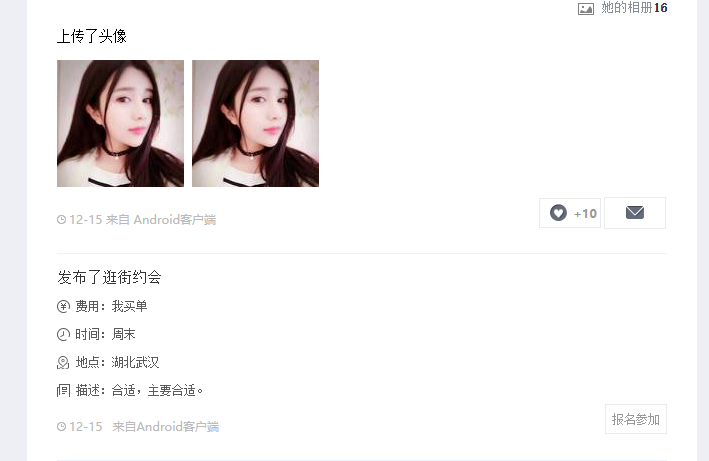 她的相册16
上传了头像
12-15 来自 Android客户端
+10
发布了逛街约会
费用：我买单
时间：周末
地点：湖北武汉
描述：合适，主要合适。
12-15 来自Android客户端
报名参加